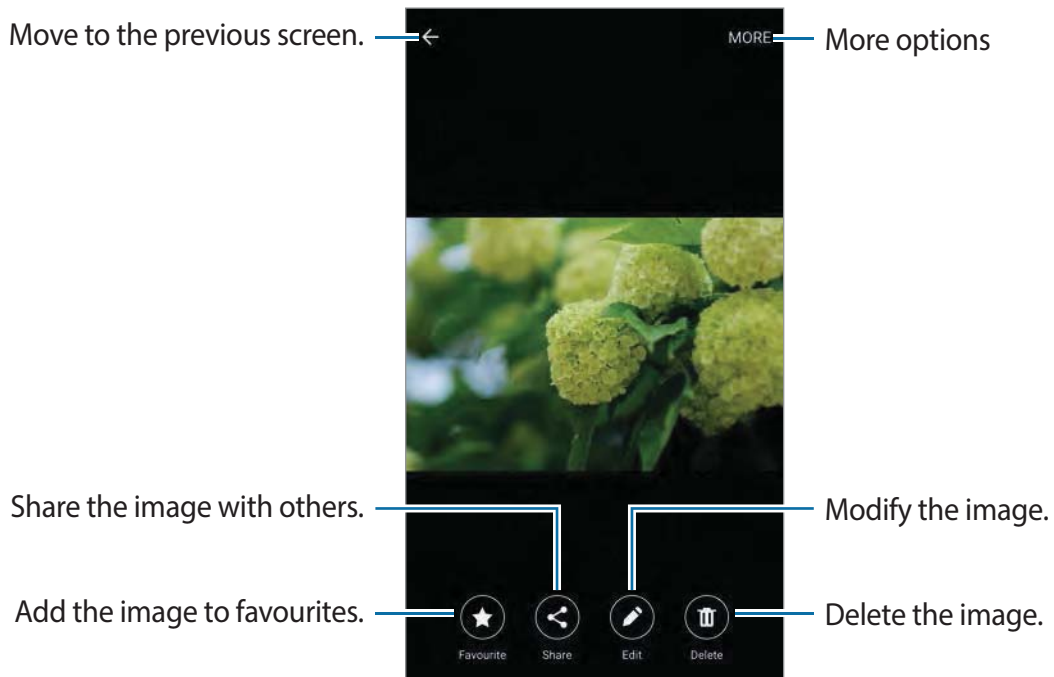 Move to the previous screen.
MORE
More options
Share the image with others.
Modify the image.
Add the image to favourites.
Delete the image.
Favourite
Share
Edit
Delete